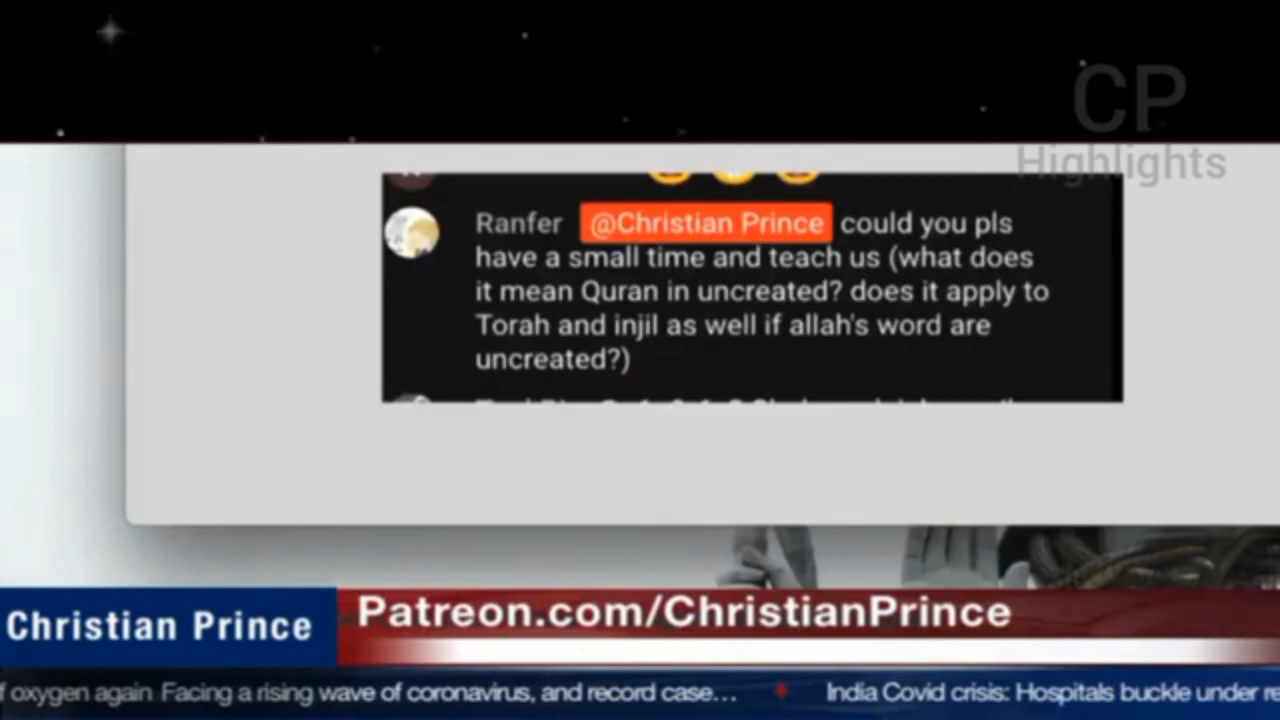 CP
Highlights
Ranfer @Christian Prince could you pls
have a small time and teach us (what does
it mean Quran in uncreated? does it apply to
Torah and injil as well if allah's word are
uncreated?)
Christian Prince
Patreon.com/ChristianPrince
f oxygen again Facing a rising wave of coronavirus, and record case... India Covid crisis: Hospitals buckle under re